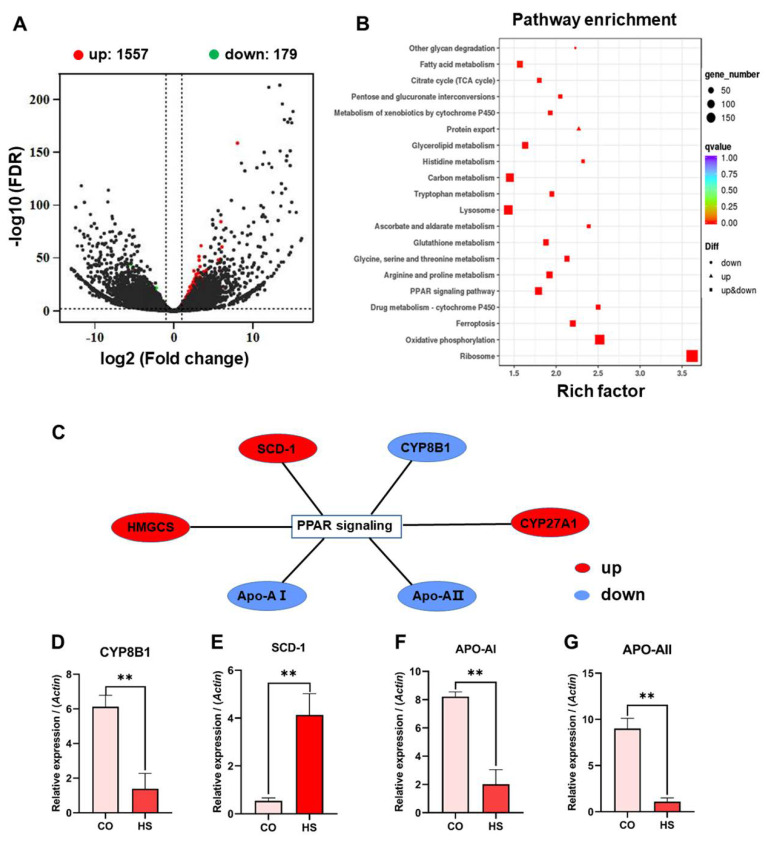 A
up: 1557
down: 179
-log10 (FDR)
200
150
100
50
0
-10
0
10
log2 (Fold change)
B
Pathway enrichment
Other glycan degradation
Fatty acid metabolism
Citrate cycle (TCA cycle)
Pentose and glucuronate interconversions
Metabolism of xenobiotics by cytochrome P450
Protein export
Glycerolipid metabolism
Histidine metabolism
Carbon metabolism
Tryptophan metabolism
Lysosome
Ascorbate and aldarate metabolism
Glutathione metabolism
Glycine, serine and threonine metabolism
Arginine and proline metabolism
PPAR signaling pathway
Drug metabolism - cytochrome P450
Ferroptosis
Oxidative phosphorylation
Ribosome
1.5
2.0
2.5
3.0
3.5
Rich factor
gene_number
50
100
150
qvalue
1.00
0.75
0.50
0.25
0.00
Diff
down
up
up&down
C
SCD-1
CYP8B1
HMGCS
PPAR signaling
CYP27A1
Apo-AⅠ
Apo-AⅡ
up
down
D
CYP8B1
Relative expression / (Actin)
8
6
4
2
0
**
CO
HS
E
SCD-1
Relative expression / (Actin)
6
4
2
0
**
CO
HS
F
APO-AI
Relative expression / (Actin)
10
8
6
4
2
0
**
CO
HS
G
APO-AII
Relative expression / (Actin)
15
10
5
0
**
CO
HS